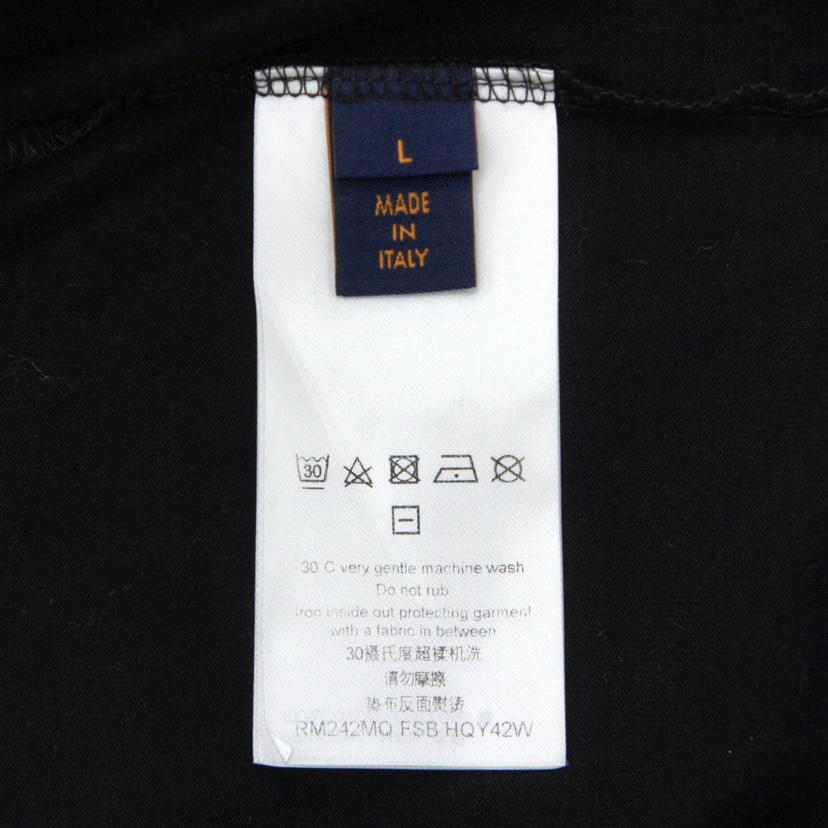 L
MADE
IN
ITALY
30
30 C very gentle machine wash
Do not rub
Iron inside out protecting garment
with a fabric in between
30摄氏度超揉机洗
请勿摩擦
垫布反面熨烫
RM242MQ FSB HQY42W